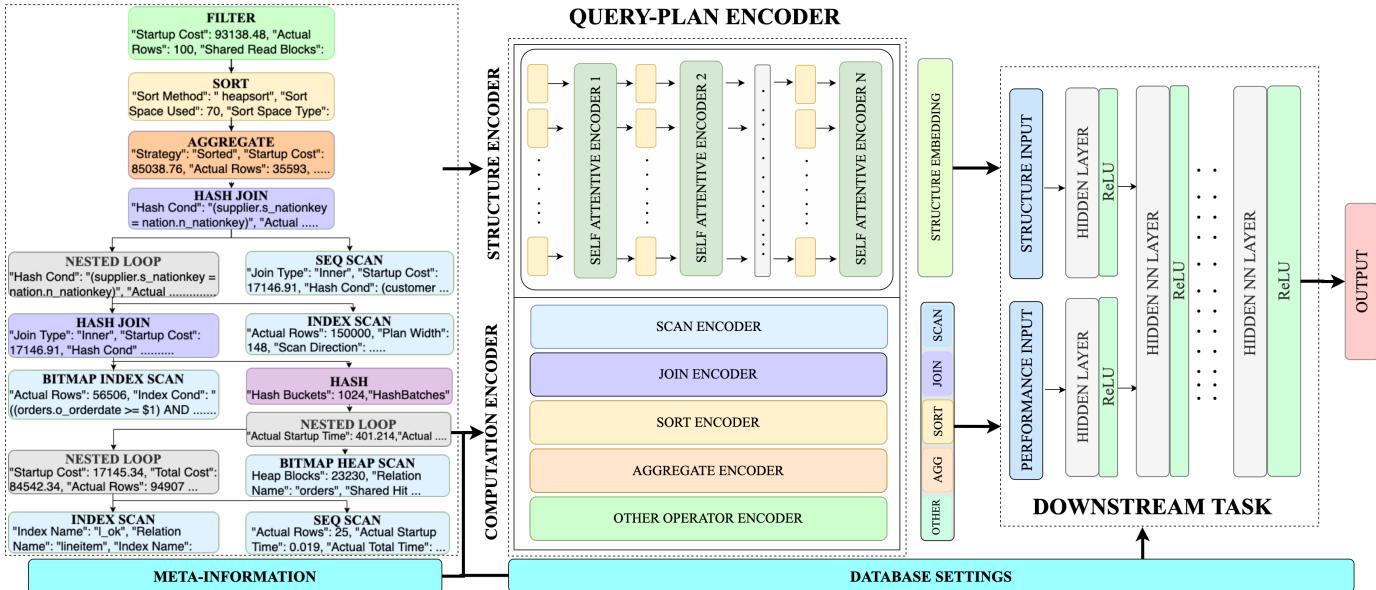 QUERY-PLAN ENCODER
FILTER
"Startup Cost": 93138.48, "Actual
Rows": 100, "Shared Read Blocks":
SORT
"Sort Method": " heapsort", "Sort
Space Used": 70, "Sort Space Type":
AGGREGATE
"Strategy": "Sorted", "Startup Cost":
85038.76, "Actual Rows": 35593, .....
HASH JOIN
"Hash Cond": "(supplier.s_nationkey
= nation.n_nationkey)", "Actual .....
NESTED LOOP
"Hash Cond": "(supplier.s_nationkey =
nation.n_nationkey)", "Actual .............
SEQ SCAN
"Join Type": "Inner", "Startup Cost":
17146.91, "Hash Cond": (customer ...
HASH JOIN
"Join Type": "Inner", "Startup Cost":
17146.91, "Hash Cond" ..........
INDEX SCAN
"Actual Rows": 150000, "Plan Width":
148, "Scan Direction": .....
BITMAP INDEX SCAN
"Actual Rows": 56506, "Index Cond": "
((orders.o_orderdate >= $1) AND .......
HASH
"Hash Buckets": 1024,"HashBatches"
NESTED LOOP
"Actual Startup Time": 401.214,"Actual ....
NESTED LOOP
"Startup Cost": 17145.34, "Total Cost":
84542.34, "Actual Rows": 94907 ...
BITMAP HEAP SCAN
Heap Blocks": 23230, "Relation
Name": "orders", "Shared Hit ...
INDEX SCAN
"Index Name": "l_ok", "Relation
Name": "lineitem", "Index Name":
SEQ SCAN
"Actual Rows": 25, "Actual Startup
Time": 0.019, "Actual Total Time": ...
META-INFORMATION
STRUCTURE ENCODER
SELF ATTENTIVE ENCODER 1
SELF ATTENTIVE ENCODER 2
SELF ATTENTIVE ENCODER N
COMPUTATION ENCODER
SCAN ENCODER
JOIN ENCODER
SORT ENCODER
AGGREGATE ENCODER
OTHER OPERATOR ENCODER
STRUCTURE EMBEDDING
SCAN
JOIN
SORT
AGG
OTHER
STRUCTURE INPUT
HIDDEN LAYER
ReLU
PERFORMANCE INPUT
HIDDEN LAYER
ReLU
HIDDEN NN LAYER
ReLU
HIDDEN NN LAYER
ReLU
OUTPUT
DOWNSTREAM TASK
DATABASE SETTINGS